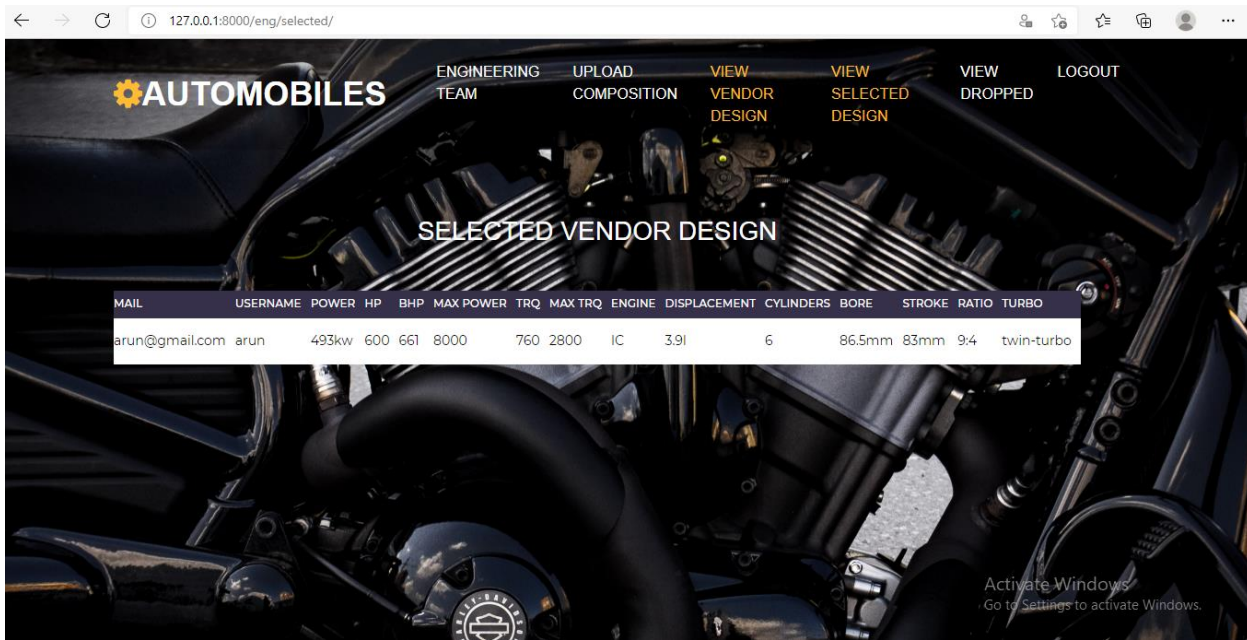 127.0.0.1:8000/eng/selected/
AUTOMOBILES
ENGINEERING
TEAM
UPLOAD
COMPOSITION
VIEW
VENDOR
DESIGN
VIEW
SELECTED
DESIGN
VIEW
DROPPED
LOGOUT
SELECTED VENDOR DESIGN
MAIL USERNAME POWER HP BHP MAX POWER TRQ MAX TRQ ENGINE DISPLACEMENT CYLINDERS BORE STROKE RATIO TURBO
arun@gmail.com arun 493kw 600 661 8000 760 2800 IC 3.9l 6 86.5mm 83mm 9:4 twin-turbo
HARLEY-DAVIDSON
Activate Windows
Go to Settings to activate Windows.